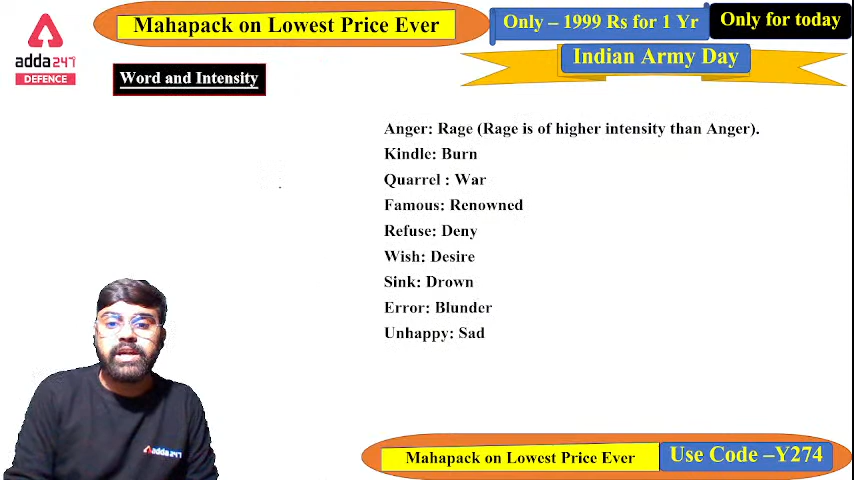 Mahapack on Lowest Price Ever
Only – 1999 Rs for 1 Yr
Only for today
adda247
DEFENCE
Indian Army Day
Word and Intensity
Anger: Rage (Rage is of higher intensity than Anger).
Kindle: Burn
Quarrel : War
Famous: Renowned
Refuse: Deny
Wish: Desire
Sink: Drown
Error: Blunder
Unhappy: Sad
adda247
Mahapack on Lowest Price Ever
Use Code –Y274